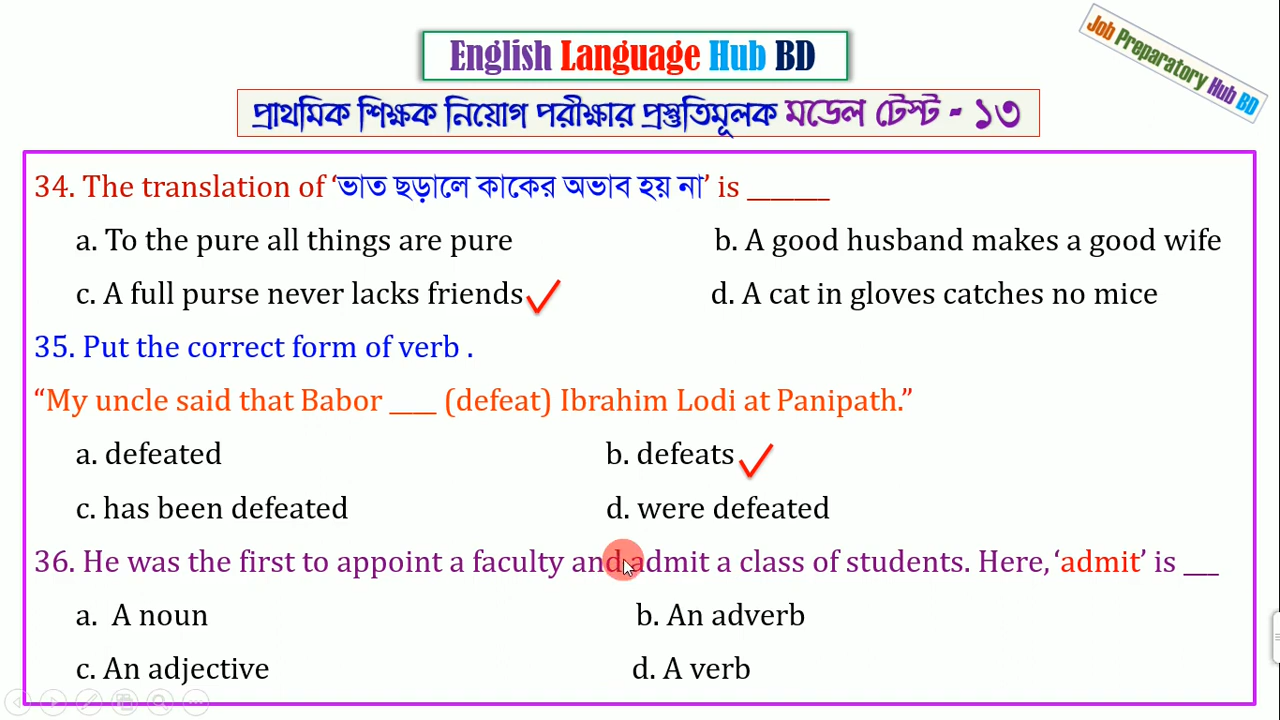 English Language Hub BD
Job Preparatory Hub BD
প্রাথমিক শিক্ষক নিয়োগ পরীক্ষার প্রস্তুতিমূলক মডেল টেস্ট - ১৩
34. The translation of ‘ভাত ছড়ালে কাকের অভাব হয় না’ is ________
a. To the pure all things are pure b. A good husband makes a good wife
c. A full purse never lacks friends d. A cat in gloves catches no mice
35. Put the correct form of verb .
“My uncle said that Babor ____ (defeat) Ibrahim Lodi at Panipath.”
a. defeated b. defeats
c. has been defeated d. were defeated
36. He was the first to appoint a faculty and admit a class of students. Here, ‘admit’ is ___
a. A noun b. An adverb
c. An adjective d. A verb